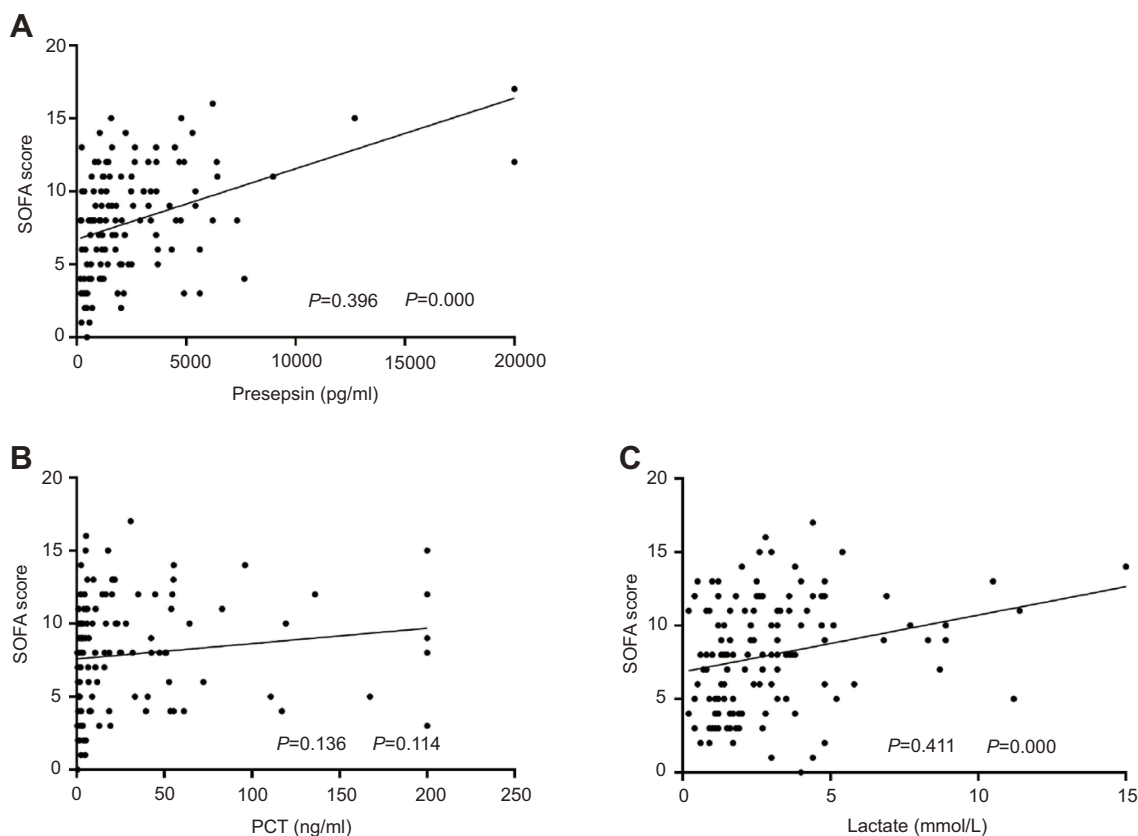 A
20
15
10
5
0
SOFA score
P=0.396 P=0.000
0 5000 10000 15000 20000
Presepsin (pg/ml)
B
20
15
10
5
0
SOFA score
P=0.136 P=0.114
0 50 100 150 200 250
PCT (ng/ml)
C
20
15
10
5
0
SOFA score
P=0.411 P=0.000
0 5 10 15
Lactate (mmol/L)